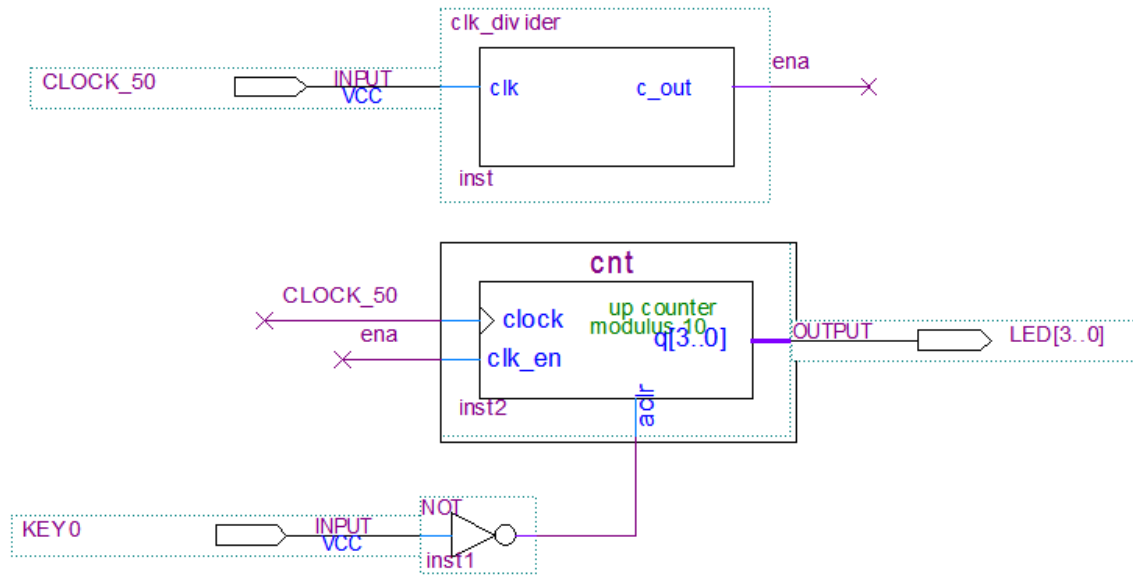 clk_divider
CLOCK_50
INPUT
VCC
clk
c_out
ena
inst
cnt
CLOCK_50
ena
clock
clk_en
up counter
modulus 10
q[3..0]
aclr
inst2
OUTPUT
LED[3..0]
KEY0
INPUT
VCC
NOT
inst1